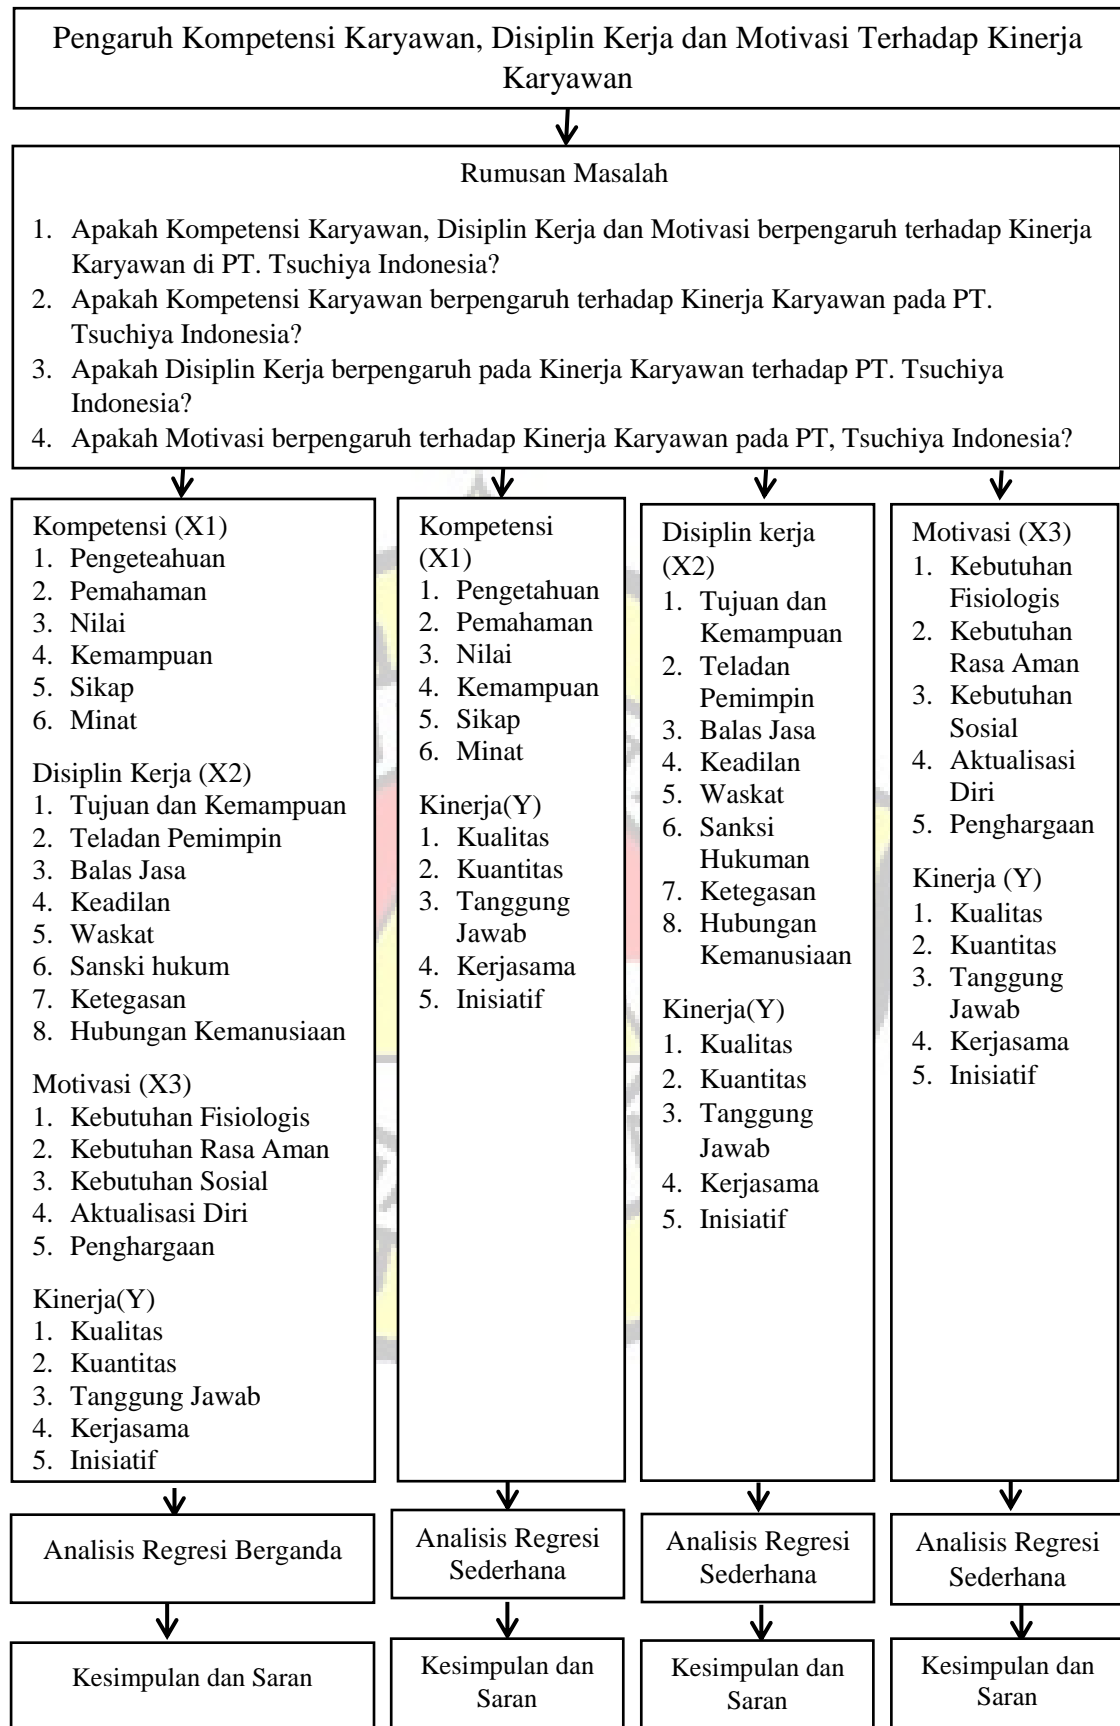 Pengaruh Kompetensi Karyawan, Disiplin Kerja dan Motivasi Terhadap Kinerja
Karyawan
Rumusan Masalah
1. Apakah Kompetensi Karyawan, Disiplin Kerja dan Motivasi berpengaruh terhadap Kinerja
Karyawan di PT. Tsuchiya Indonesia?
2. Apakah Kompetensi Karyawan berpengaruh terhadap Kinerja Karyawan pada PT.
Tsuchiya Indonesia?
3. Apakah Disiplin Kerja berpengaruh pada Kinerja Karyawan terhadap PT. Tsuchiya
Indonesia?
4. Apakah Motivasi berpengaruh terhadap Kinerja Karyawan pada PT, Tsuchiya Indonesia?
Kompetensi (X1)
1. Pengeteahuan
2. Pemahaman
3. Nilai
4. Kemampuan
5. Sikap
6. Minat
Disiplin Kerja (X2)
1. Tujuan dan Kemampuan
2. Teladan Pemimpin
3. Balas Jasa
4. Keadilan
5. Waskat
6. Sanski hukum
7. Ketegasan
8. Hubungan Kemanusiaan
Motivasi (X3)
1. Kebutuhan Fisiologis
2. Kebutuhan Rasa Aman
3. Kebutuhan Sosial
4. Aktualisasi Diri
5. Penghargaan
Kinerja(Y)
1. Kualitas
2. Kuantitas
3. Tanggung Jawab
4. Kerjasama
5. Inisiatif
Kompetensi
(X1)
1. Pengetahuan
2. Pemahaman
3. Nilai
4. Kemampuan
5. Sikap
6. Minat
Kinerja(Y)
1. Kualitas
2. Kuantitas
3. Tanggung
Jawab
4. Kerjasama
5. Inisiatif
Disiplin kerja
(X2)
1. Tujuan dan
Kemampuan
2. Teladan
Pemimpin
3. Balas Jasa
4. Keadilan
5. Waskat
6. Sanksi
Hukuman
7. Ketegasan
8. Hubungan
Kemanusiaan
Kinerja(Y)
1. Kualitas
2. Kuantitas
3. Tanggung
Jawab
4. Kerjasama
5. Inisiatif
Motivasi (X3)
1. Kebutuhan
Fisiologis
2. Kebutuhan
Rasa Aman
3. Kebutuhan
Sosial
4. Aktualisasi
Diri
5. Penghargaan
Kinerja (Y)
1. Kualitas
2. Kuantitas
3. Tanggung
Jawab
4. Kerjasama
5. Inisiatif
Analisis Regresi Berganda
Analisis Regresi
Sederhana
Analisis Regresi
Sederhana
Analisis Regresi
Sederhana
Kesimpulan dan Saran
Kesimpulan dan
Saran
Kesimpulan dan
Saran
Kesimpulan dan
Saran